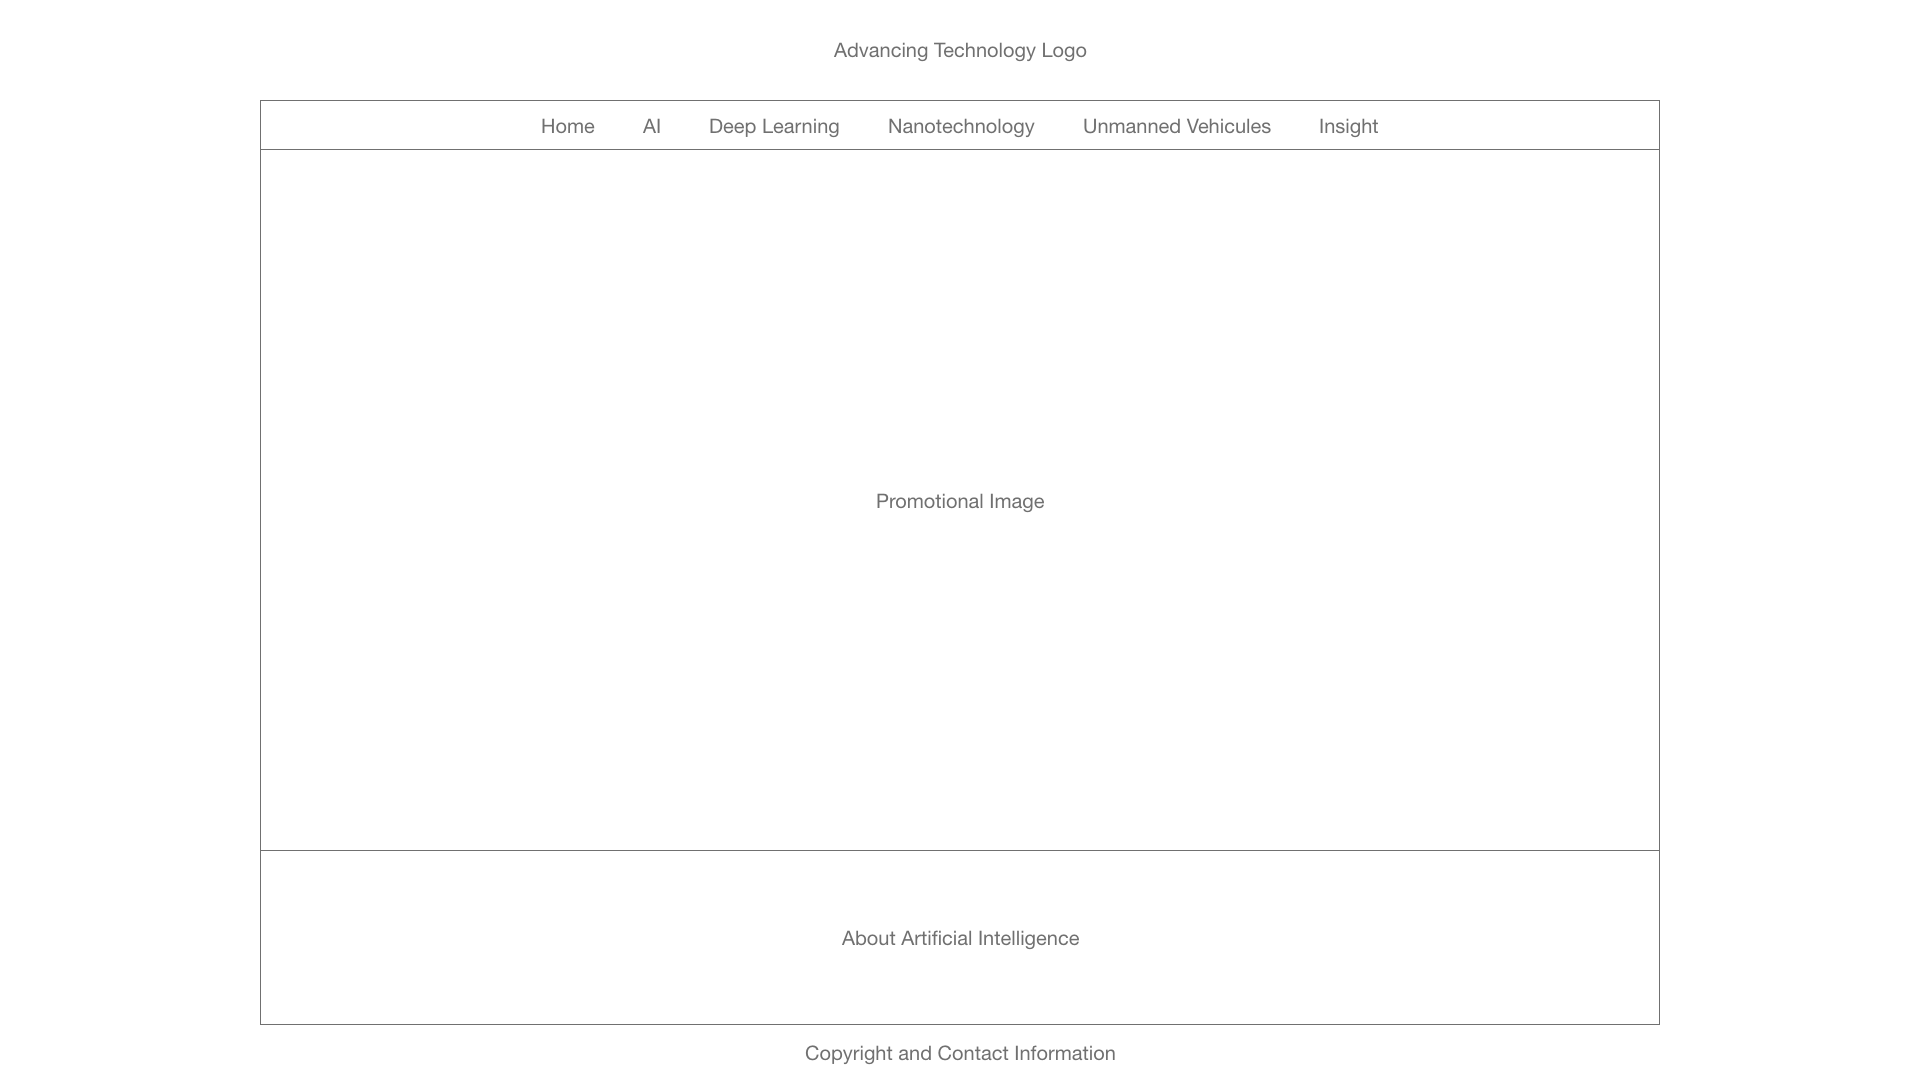 Advancing Technology Logo
Home AI Deep Learning Nanotechnology Unmanned Vehicules Insight
Promotional Image
About Artificial Intelligence
Copyright and Contact Information